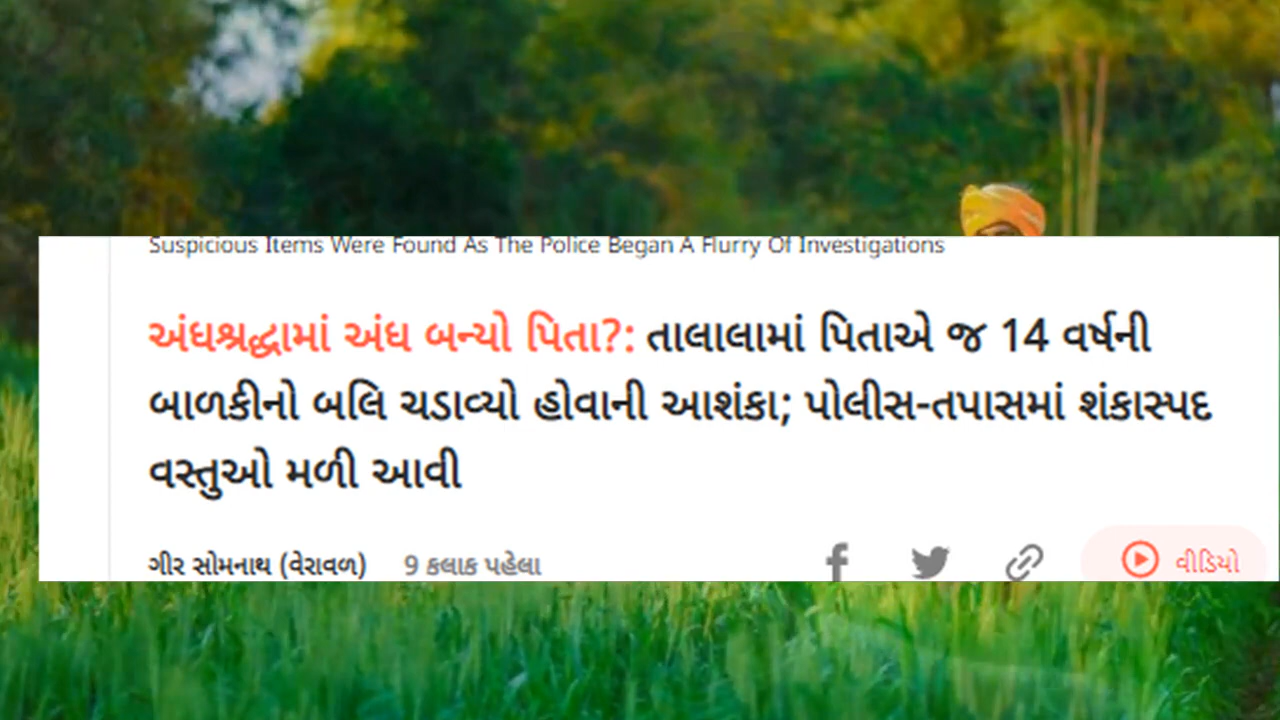 Suspicious Items Were Found As The Police Began A Flurry Of Investigations
અંધશ્રદ્ધામાં અંધ બન્યો પિતા?: તાલાલામાં પિતાએ જ 14 વર્ષની
બાળકીનો બલિ ચડાવ્યો હોવાની આશંકા; પોલીસ-તપાસમાં શંકાસ્પદ
વસ્તુઓ મળી આવી
ગીર સોમનાથ (વેરાવળ) 9 કલાક પહેલા
વીડિયો